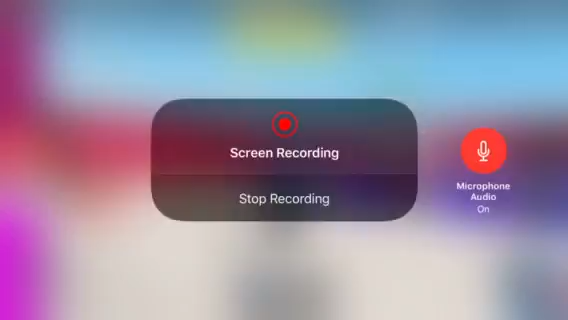 Screen Recording
Stop Recording
Microphone
Audio
On